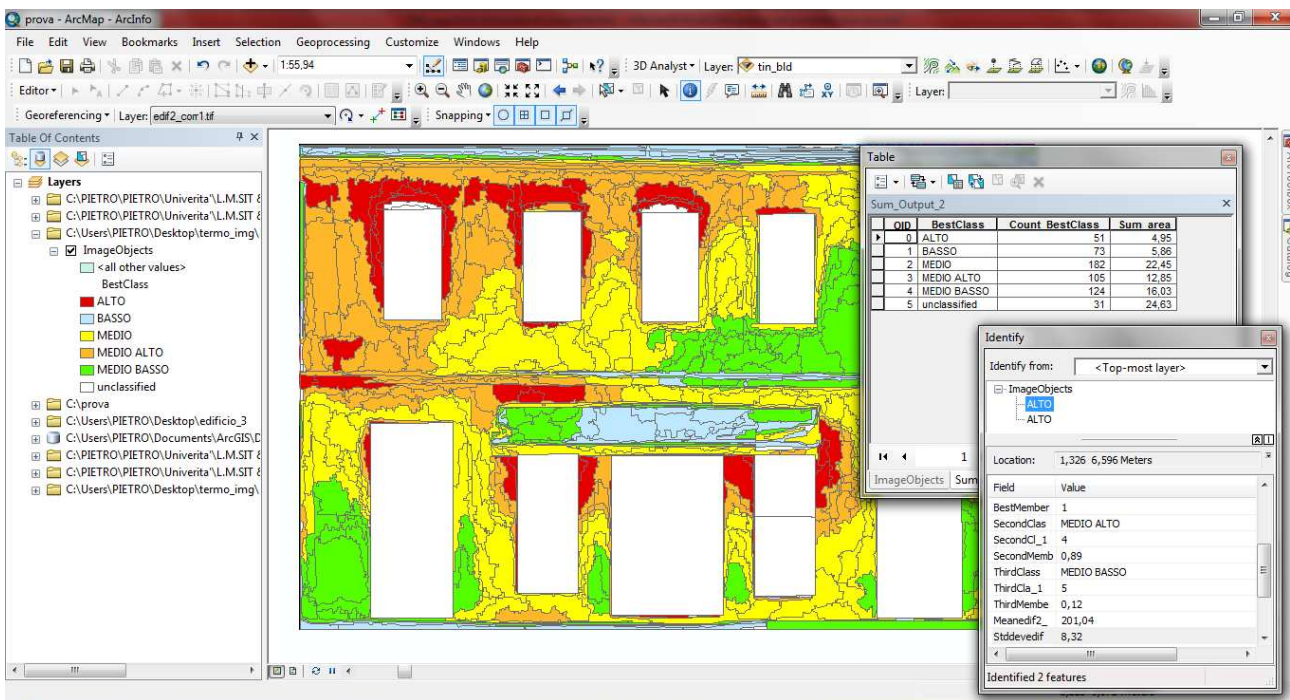 prova - ArcMap - ArcInfo
File Edit View Bookmarks Insert Selection Geoprocessing Customize Windows Help
1:55,94
3D Analyst Layer: tin_bld
Editor Layer:
Georeferencing Layer: edif2_corr1.tif Snapping
Table Of Contents
Layers
C:\PIETRO\PIETRO\Univerita'\L.M.SIT
C:\PIETRO\PIETRO\Univerita'\L.M.SIT
C:\Users\PIETRO\Desktop\termo_img\
ImageObjects
<all other values>
BestClass
ALTO
BASSO
MEDIO
MEDIO ALTO
MEDIO BASSO
unclassified
C:\prova
C:\Users\PIETRO\Desktop\edificio_3
C:\Users\PIETRO\Documents\ArcGIS\D
C:\PIETRO\PIETRO\Univerita'\L.M.SIT
C:\PIETRO\PIETRO\Univerita'\L.M.SIT
C:\Users\PIETRO\Desktop\termo_img\
Table
Sum_Output_2
OID BestClass Count_BestClass Sum_area
0 ALTO 51 4,95
1 BASSO 73 5,86
2 MEDIO 182 22,45
3 MEDIO ALTO 105 12,85
4 MEDIO BASSO 124 16,03
5 unclassified 31 24,63
1
ImageObjects Sum
Identify
Identify from: <Top-most layer>
ImageObjects
ALTO
ALTO
Location: 1,326 6,596 Meters
Field Value
BestMember 1
SecondClas MEDIO ALTO
SecondCl_1 4
SecondMemb 0,89
ThirdClass MEDIO BASSO
ThirdCla_1 5
ThirdMembe 0,12
Meanedif2_ 201,04
Stddevedif 8,32
Identified 2 features